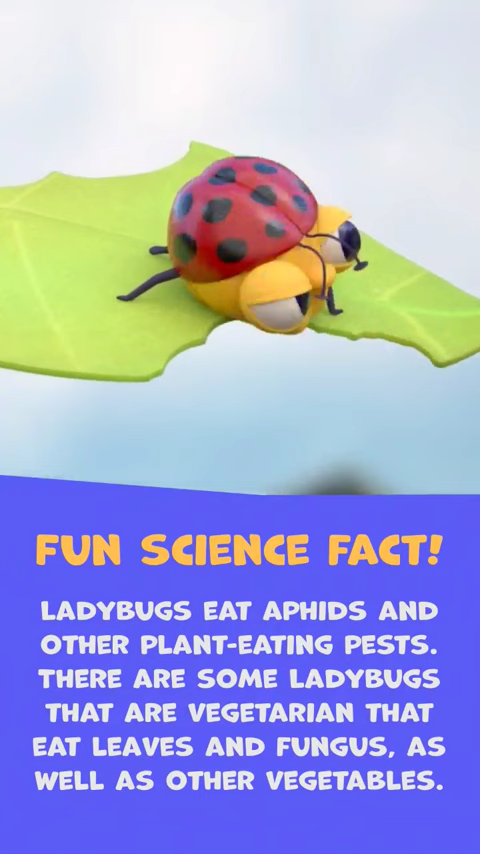 FUN SCIENCE FACT!
LADYBUGS EAT APHIDS AND
OTHER PLANT-EATING PESTS.
THERE ARE SOME LADYBUGS
THAT ARE VEGETARIAN THAT
EAT LEAVES AND FUNGUS, AS
WELL AS OTHER VEGETABLES.